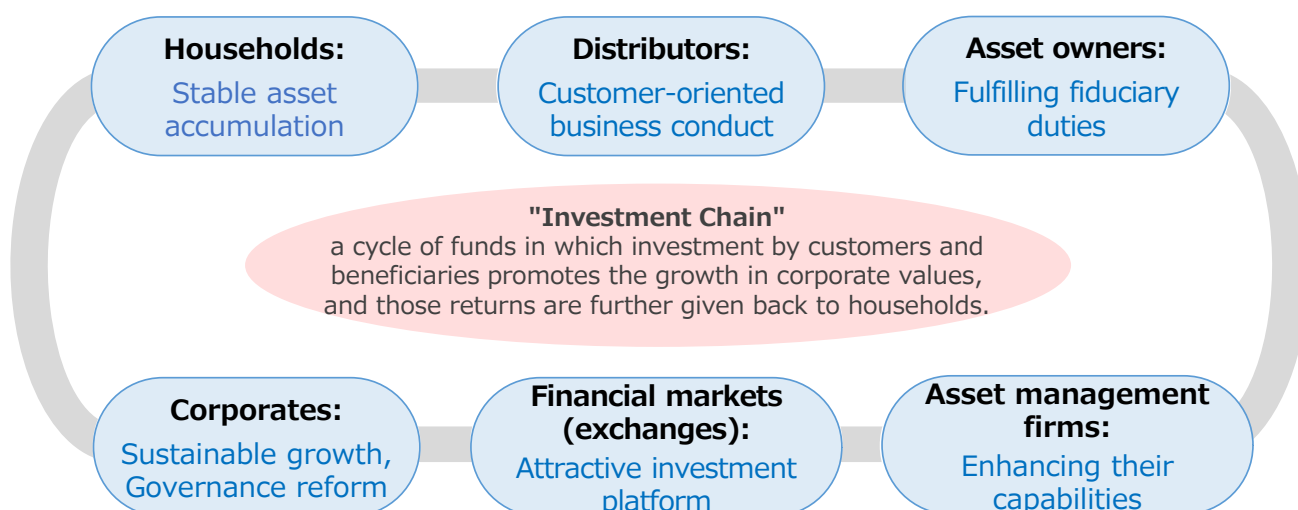 Households:
Stable asset
accumulation
Distributors:
Customer-oriented
business conduct
Asset owners:
Fulfilling fiduciary
duties
"Investment Chain"
a cycle of funds in which investment by customers and
beneficiaries promotes the growth in corporate values,
and those returns are further given back to households.
Corporates:
Sustainable growth,
Governance reform
Financial markets
(exchanges):
Attractive investment
platform
Asset management
firms:
Enhancing their
capabilities